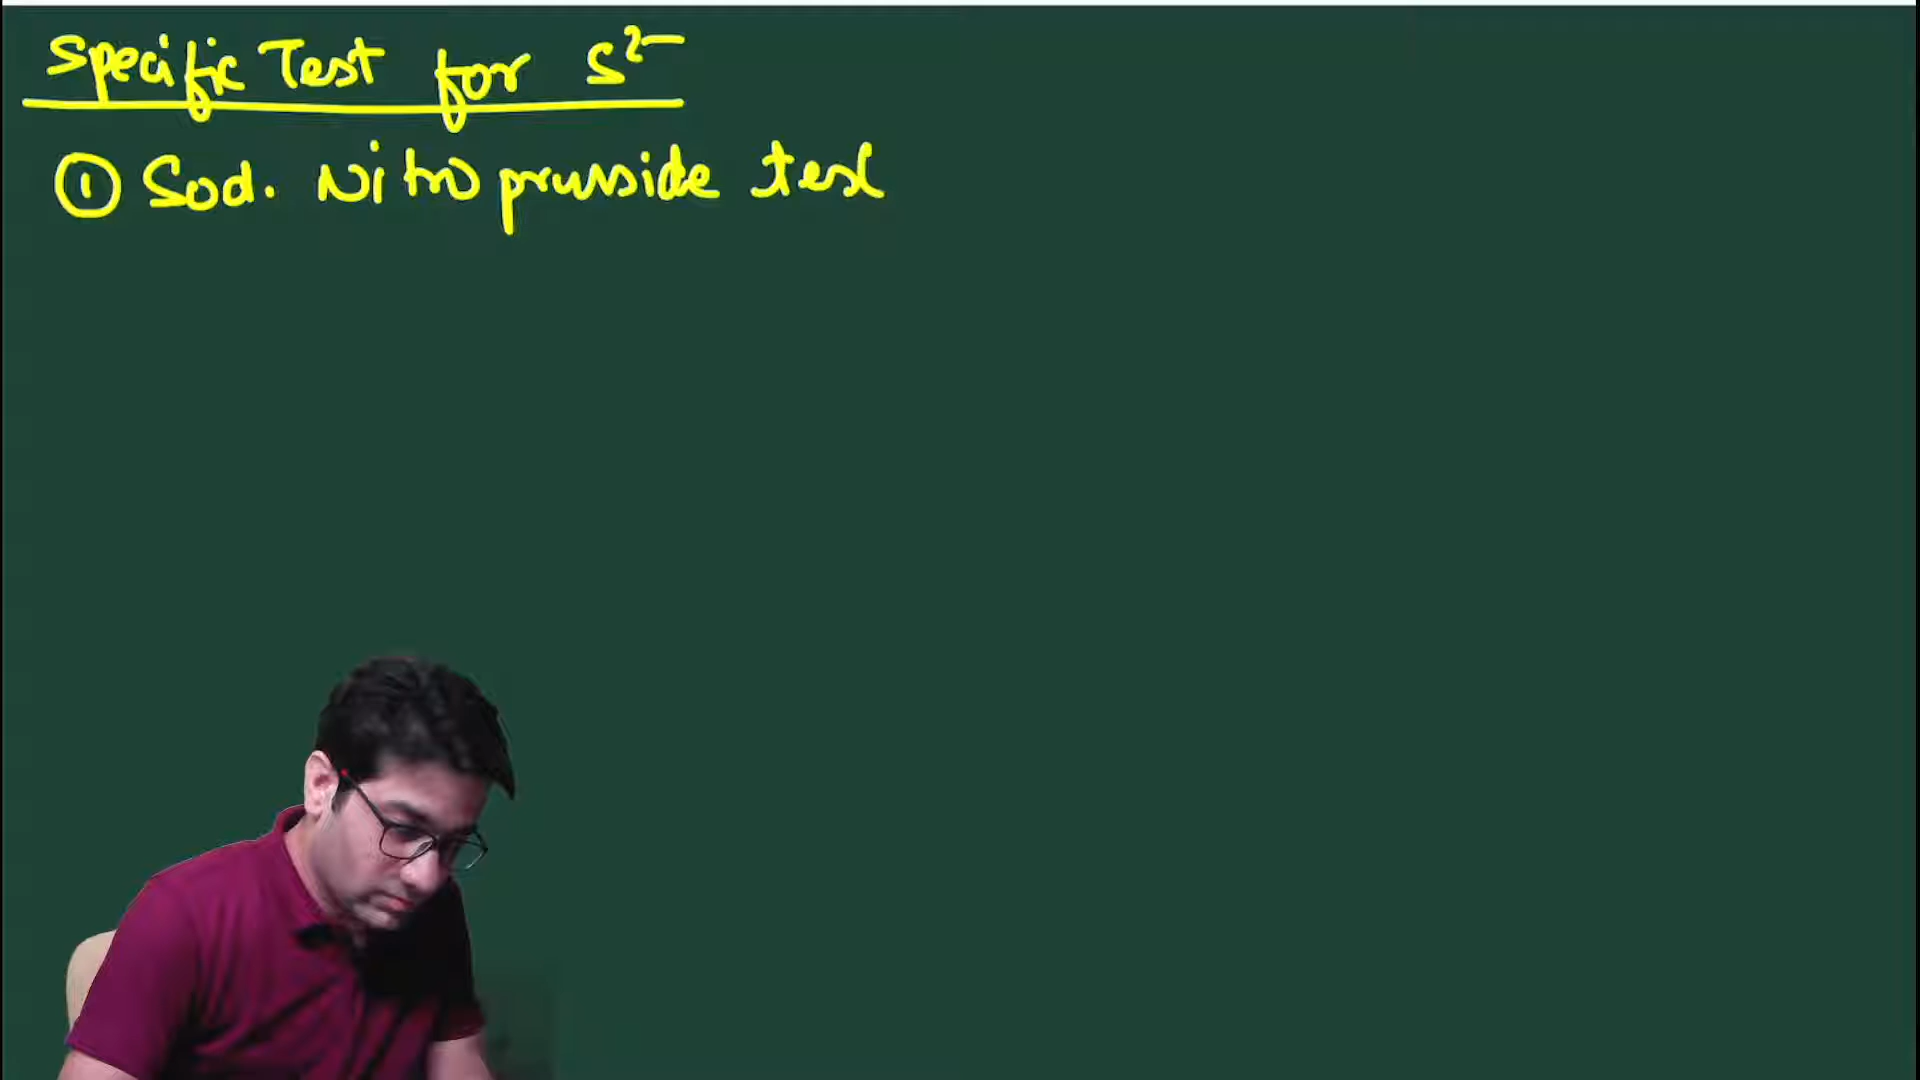 Specific Test for S²⁻
① Sod. Nitroprusside test